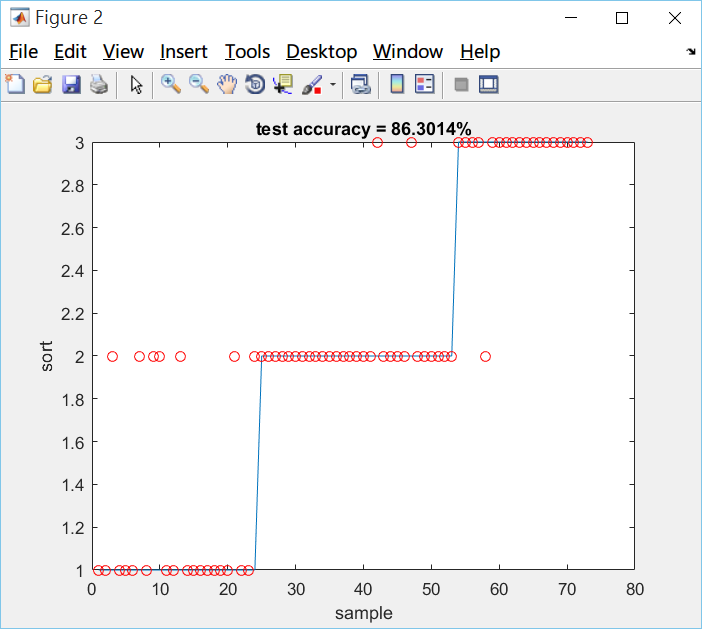 Figure 2
File Edit View Insert Tools Desktop Window Help
test accuracy = 86.3014%
3
2.8
2.6
2.4
2.2
2
1.8
1.6
1.4
1.2
1
sort
0 10 20 30 40 50 60 70 80
sample